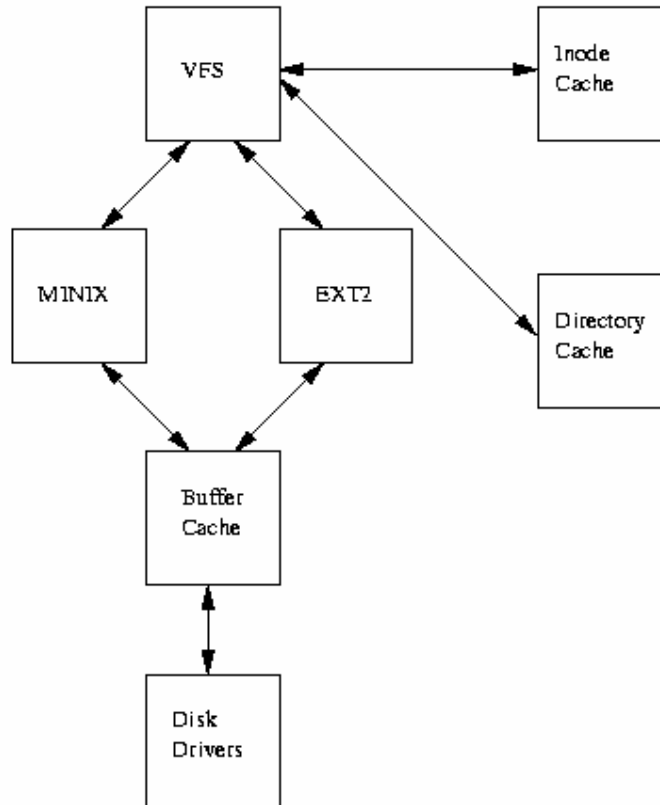 VFS
Inode
Cache
MINIX
EXT2
Directory
Cache
Buffer
Cache
Disk
Drivers